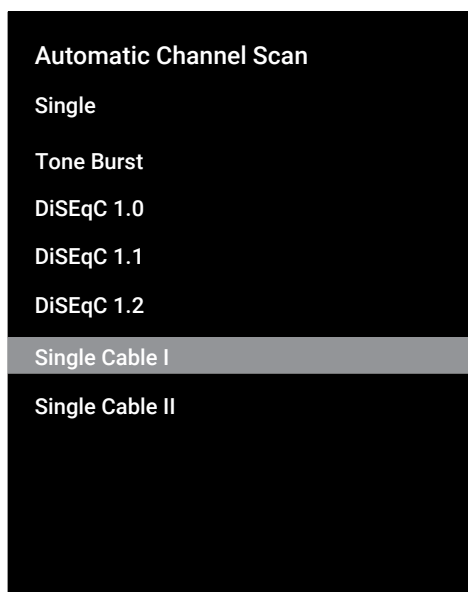 Automatic Channel Scan
Single
Tone Burst
DiSEqC 1.0
DiSEqC 1.1
DiSEqC 1.2
Single Cable I
Single Cable II